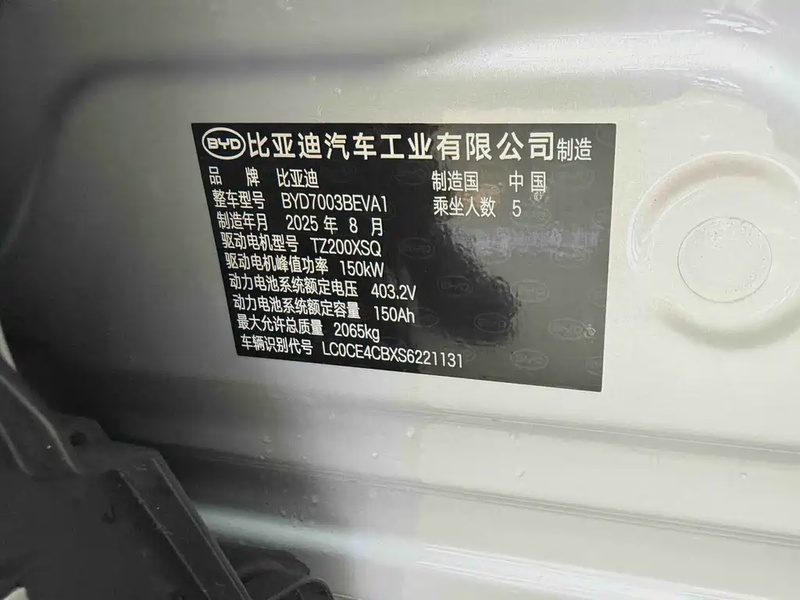 BYD 比亚迪汽车工业有限公司制造
品 牌 比亚迪 制造国 中国
整车型号 BYD7003BEVA1 乘坐人数 5
制造年月 2025 年 8 月
驱动电机型号 TZ200XSQ
驱动电机峰值功率 150kW
动力电池系统额定电压 403.2V
动力电池系统额定容量 150Ah
最大允许总质量 2065kg
车辆识别代号 LC0CE4CBXS6221131